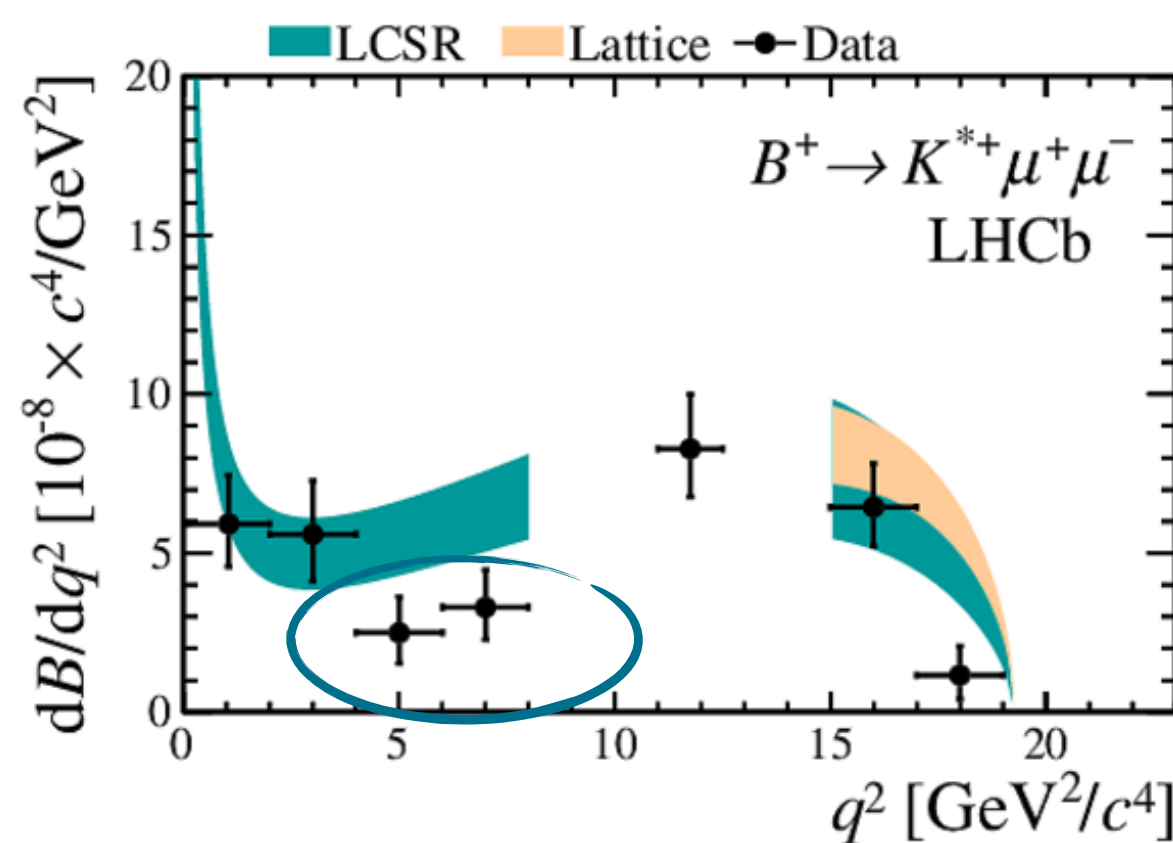 LCSR Lattice Data
B⁺ → K*⁺μ⁺μ⁻
LHCb
dB/dq² [10⁻⁸ × c⁴/GeV²]
20
15
10
5
0
0 5 10 15 20
q² [GeV²/c⁴]